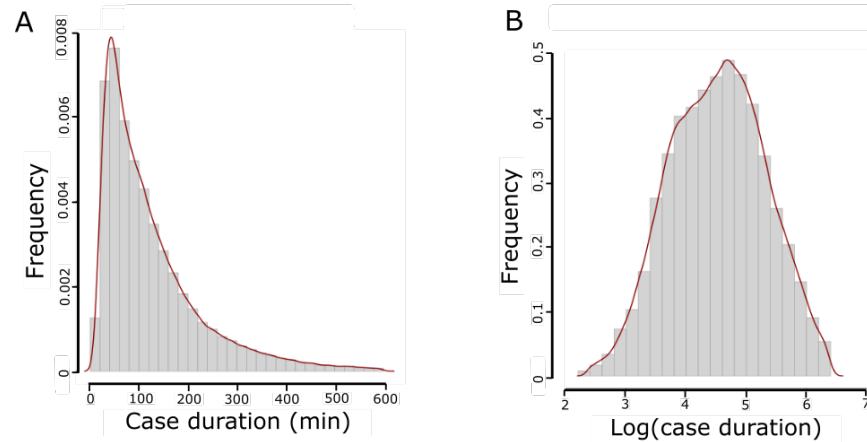 A
0.008
0.006
0.004
0.002
0
Frequency
0 100 200 300 400 500 600
Case duration (min)
B
0.5
0.4
0.3
0.2
0.1
0
Frequency
2 3 4 5 6 7
Log(case duration)